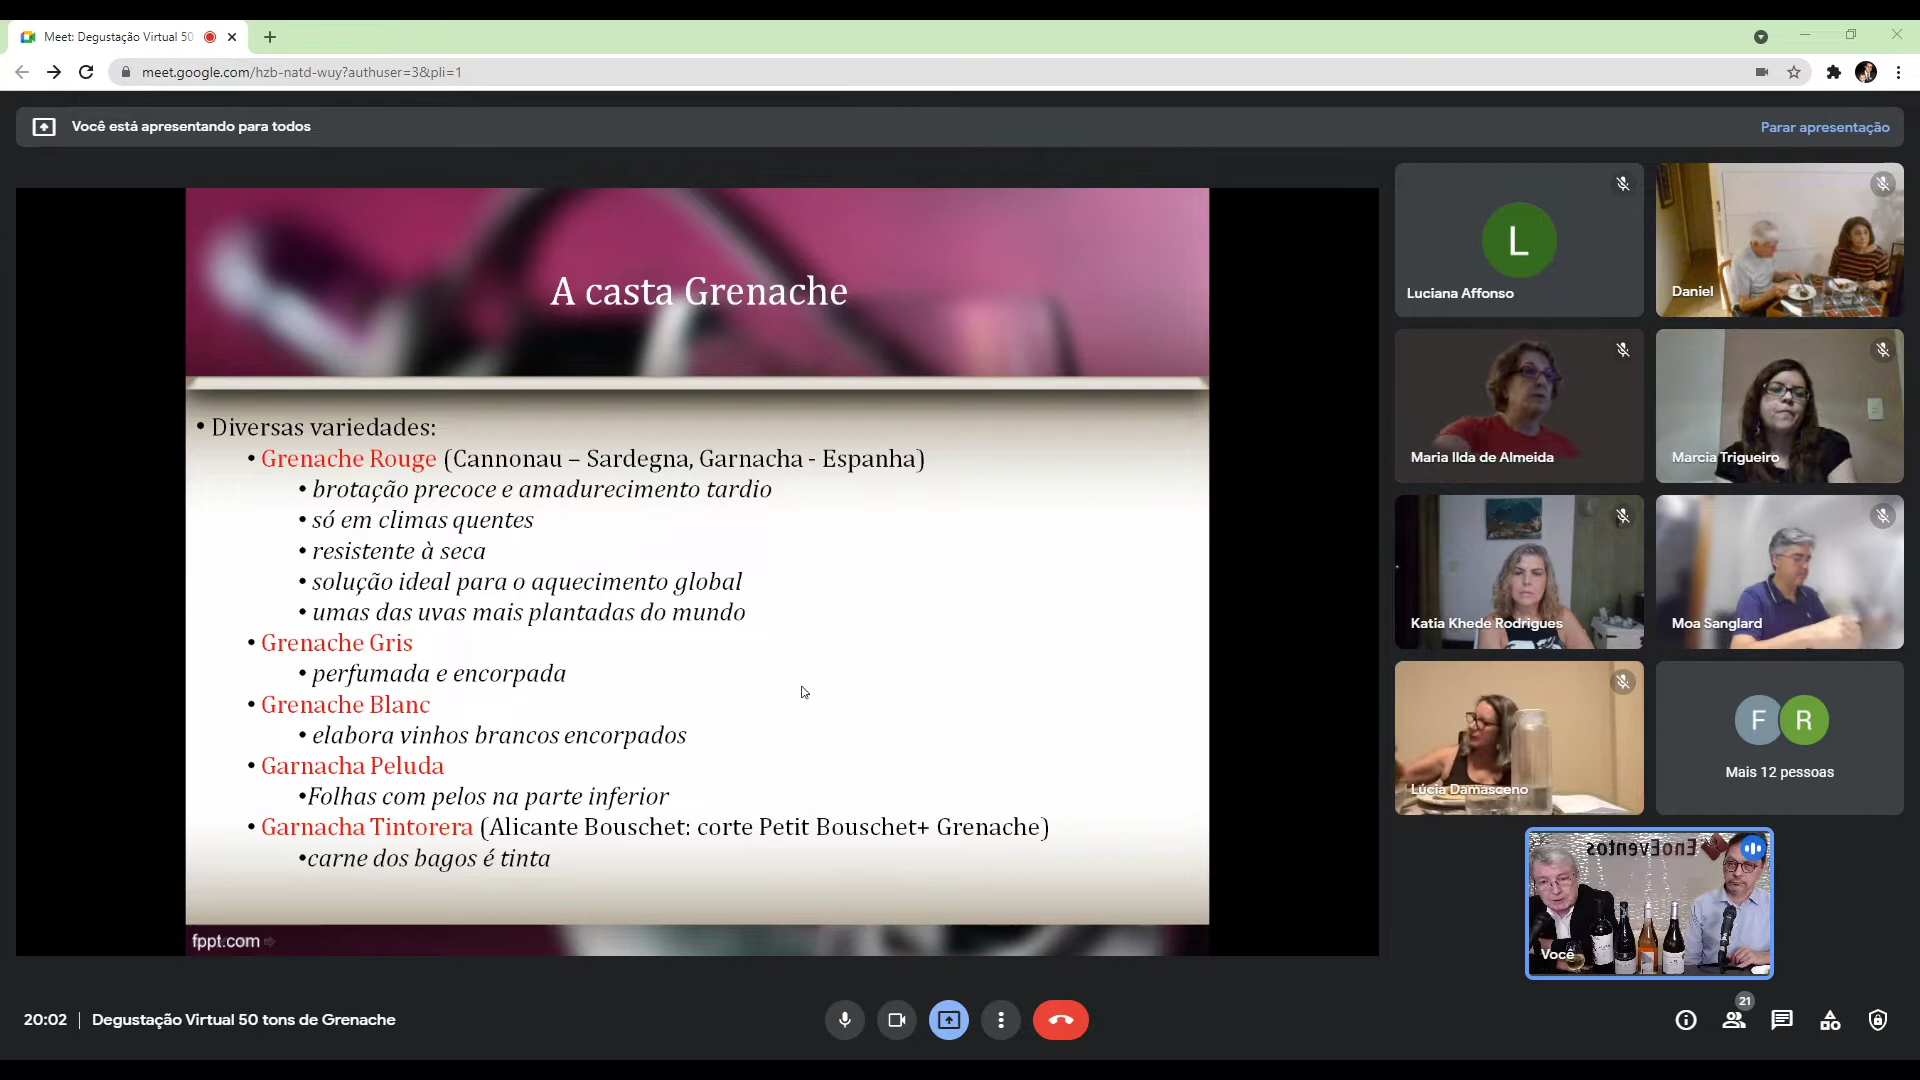 Meet: Degustação Virtual 50
meet.google.com/hzb-natd-wuy?authuser=3&pli=1
Você está apresentando para todos
Parar apresentação
A casta Grenache
• Diversas variedades:
• Grenache Rouge (Cannonau – Sardegna, Garnacha - Espanha)
• brotação precoce e amadurecimento tardio
• só em climas quentes
• resistente à seca
• solução ideal para o aquecimento global
• umas das uvas mais plantadas do mundo
• Grenache Gris
• perfumada e encorpada
• Grenache Blanc
• elabora vinhos brancos encorpados
• Garnacha Peluda
•Folhas com pelos na parte inferior
• Garnacha Tintorera (Alicante Bouschet: corte Petit Bouschet+ Grenache)
•carne dos bagos é tinta
fppt.com
L
Luciana Affonso
Daniel
Maria Ilda de Almeida
Marcia Trigueiro
Katia Khede Rodrigues
Moa Sanglard
Lúcia Damasceno
F R
Mais 12 pessoas
EnoEventos
Você
20:02 | Degustação Virtual 50 tons de Grenache
21